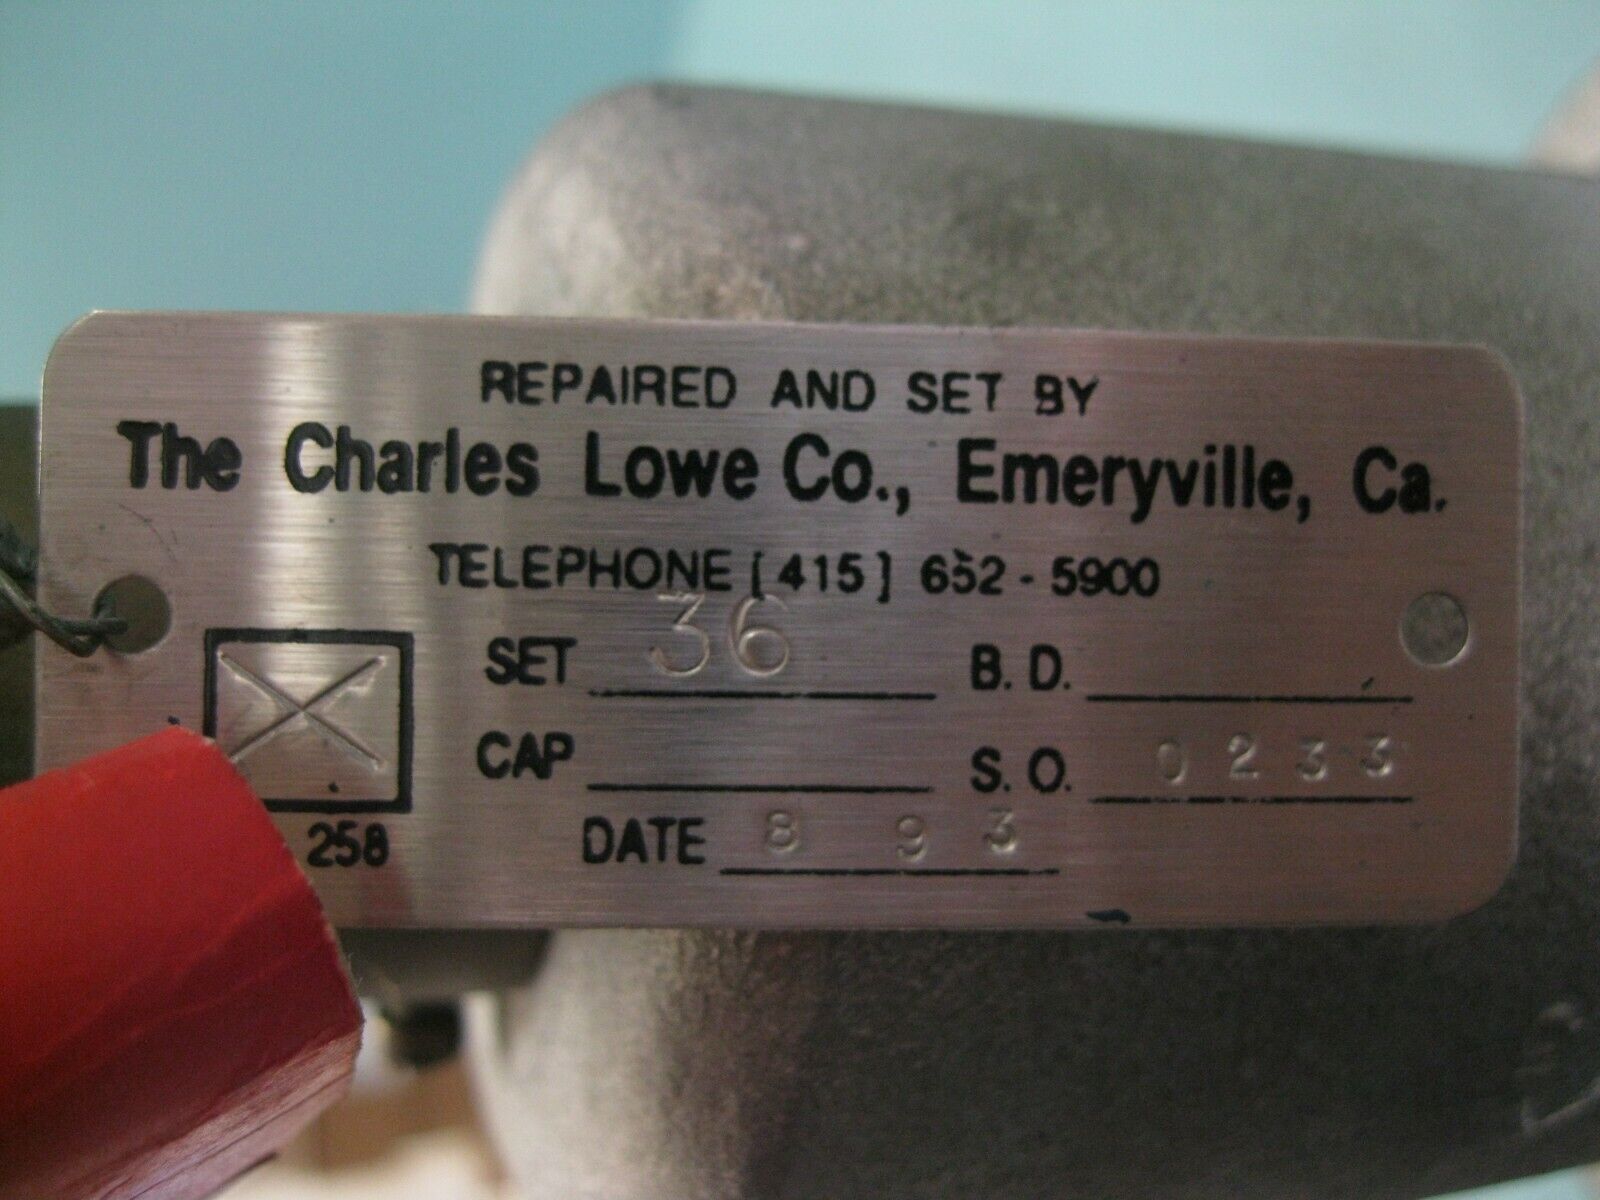 REPAIRED AND SET BY
The Charles Lowe Co., Emeryville, Ca.
TELEPHONE [415] 652-5900
SET 36 B. D.
CAP S. O. 0233
258 DATE 8 93